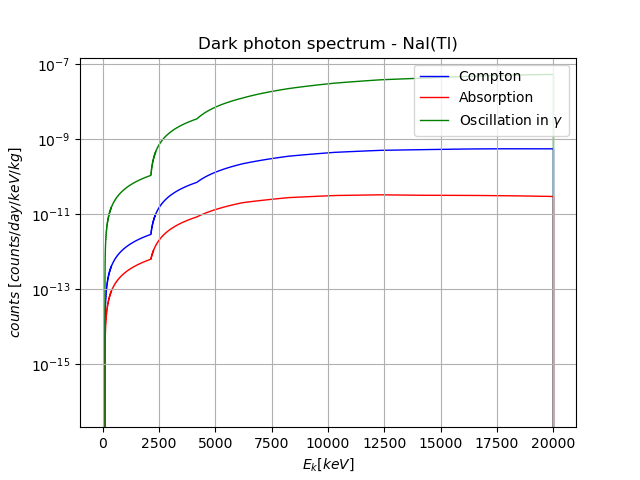 Dark photon spectrum - NaI(Tl)
counts [counts/day/keV/kg]
10⁻⁷
10⁻⁹
10⁻¹¹
10⁻¹³
10⁻¹⁵
Compton
Absorption
Oscillation in γ
0 2500 5000 7500 10000 12500 15000 17500 20000
E_k[keV]